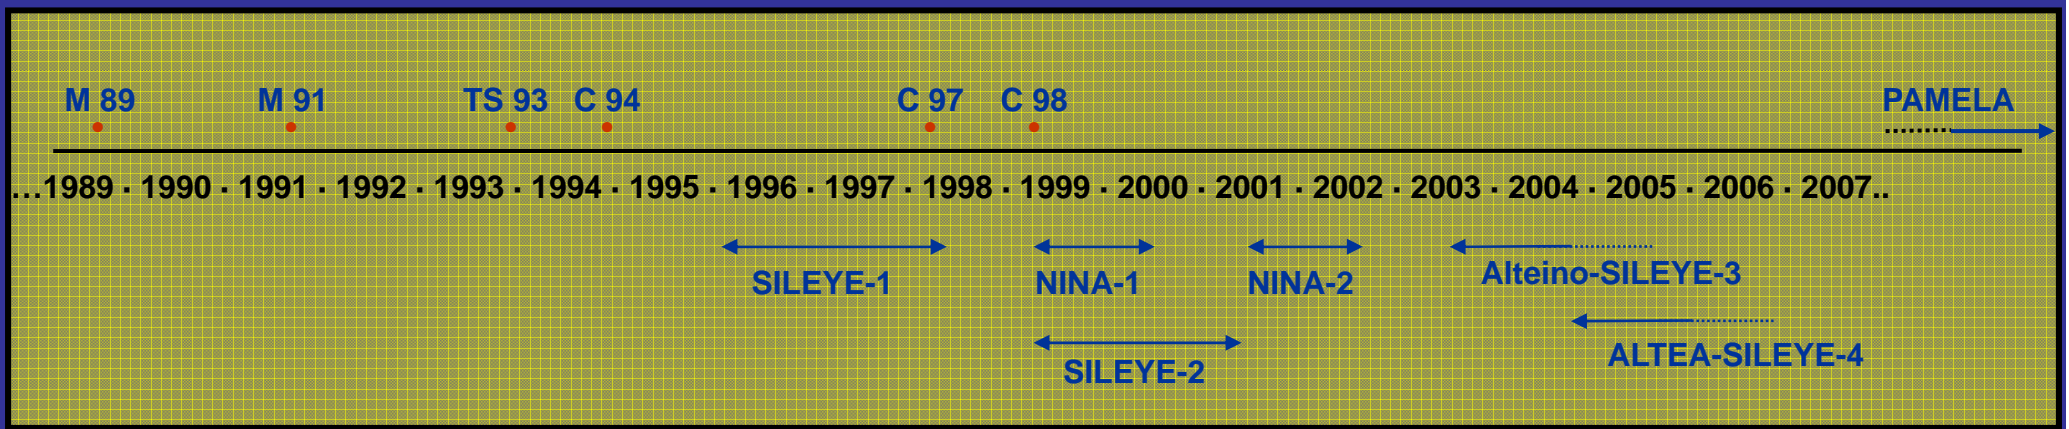 M 89 M 91 TS 93 C 94 C 97 C 98 PAMELA
...1989 · 1990 · 1991 · 1992 · 1993 · 1994 · 1995 · 1996 · 1997 · 1998 · 1999 · 2000 · 2001 · 2002 · 2003 · 2004 · 2005 · 2006 · 2007..
SILEYE-1 NINA-1 NINA-2 Alteino-SILEYE-3
SILEYE-2 ALTEA-SILEYE-4